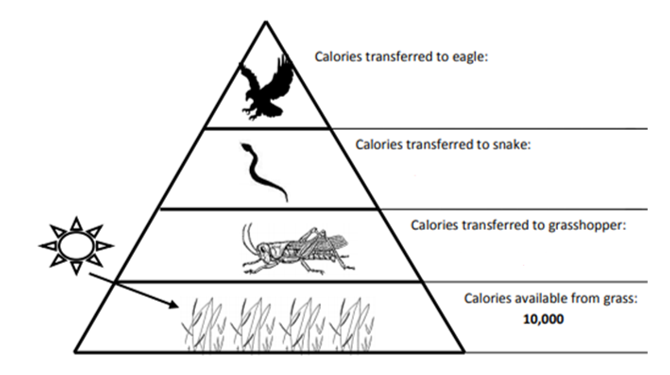 Calories transferred to eagle:
Calories transferred to snake:
Calories transferred to grasshopper:
Calories available from grass:
10,000